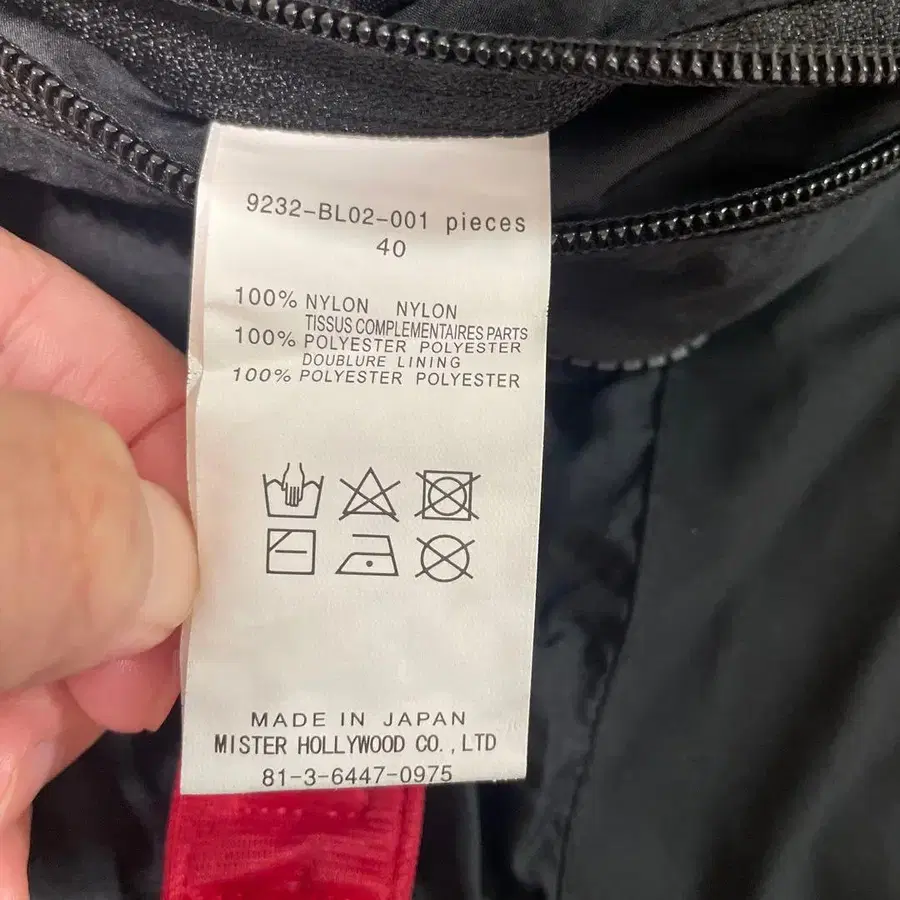 9232-BL02-001 pieces
40
100% NYLON NYLON
TISSUS COMPLEMENTAIRES PARTS
100% POLYESTER POLYESTER
DOUBLURE LINING
100% POLYESTER POLYESTER
MADE IN JAPAN
MISTER HOLLYWOOD CO.,LTD
81-3-6447-0975